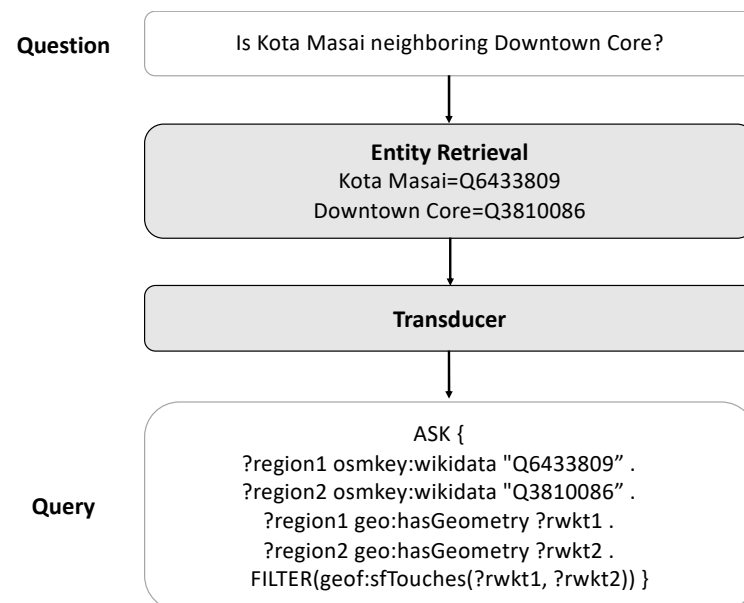 Question
Is Kota Masai neighboring Downtown Core?
Entity Retrieval
Kota Masai=Q6433809
Downtown Core=Q3810086
Transducer
Query
ASK {
?region1 osmkey:wikidata "Q6433809” .
?region2 osmkey:wikidata "Q3810086” .
?region1 geo:hasGeometry ?rwkt1 .
?region2 geo:hasGeometry ?rwkt2 .
FILTER(geof:sfTouches(?rwkt1, ?rwkt2)) }